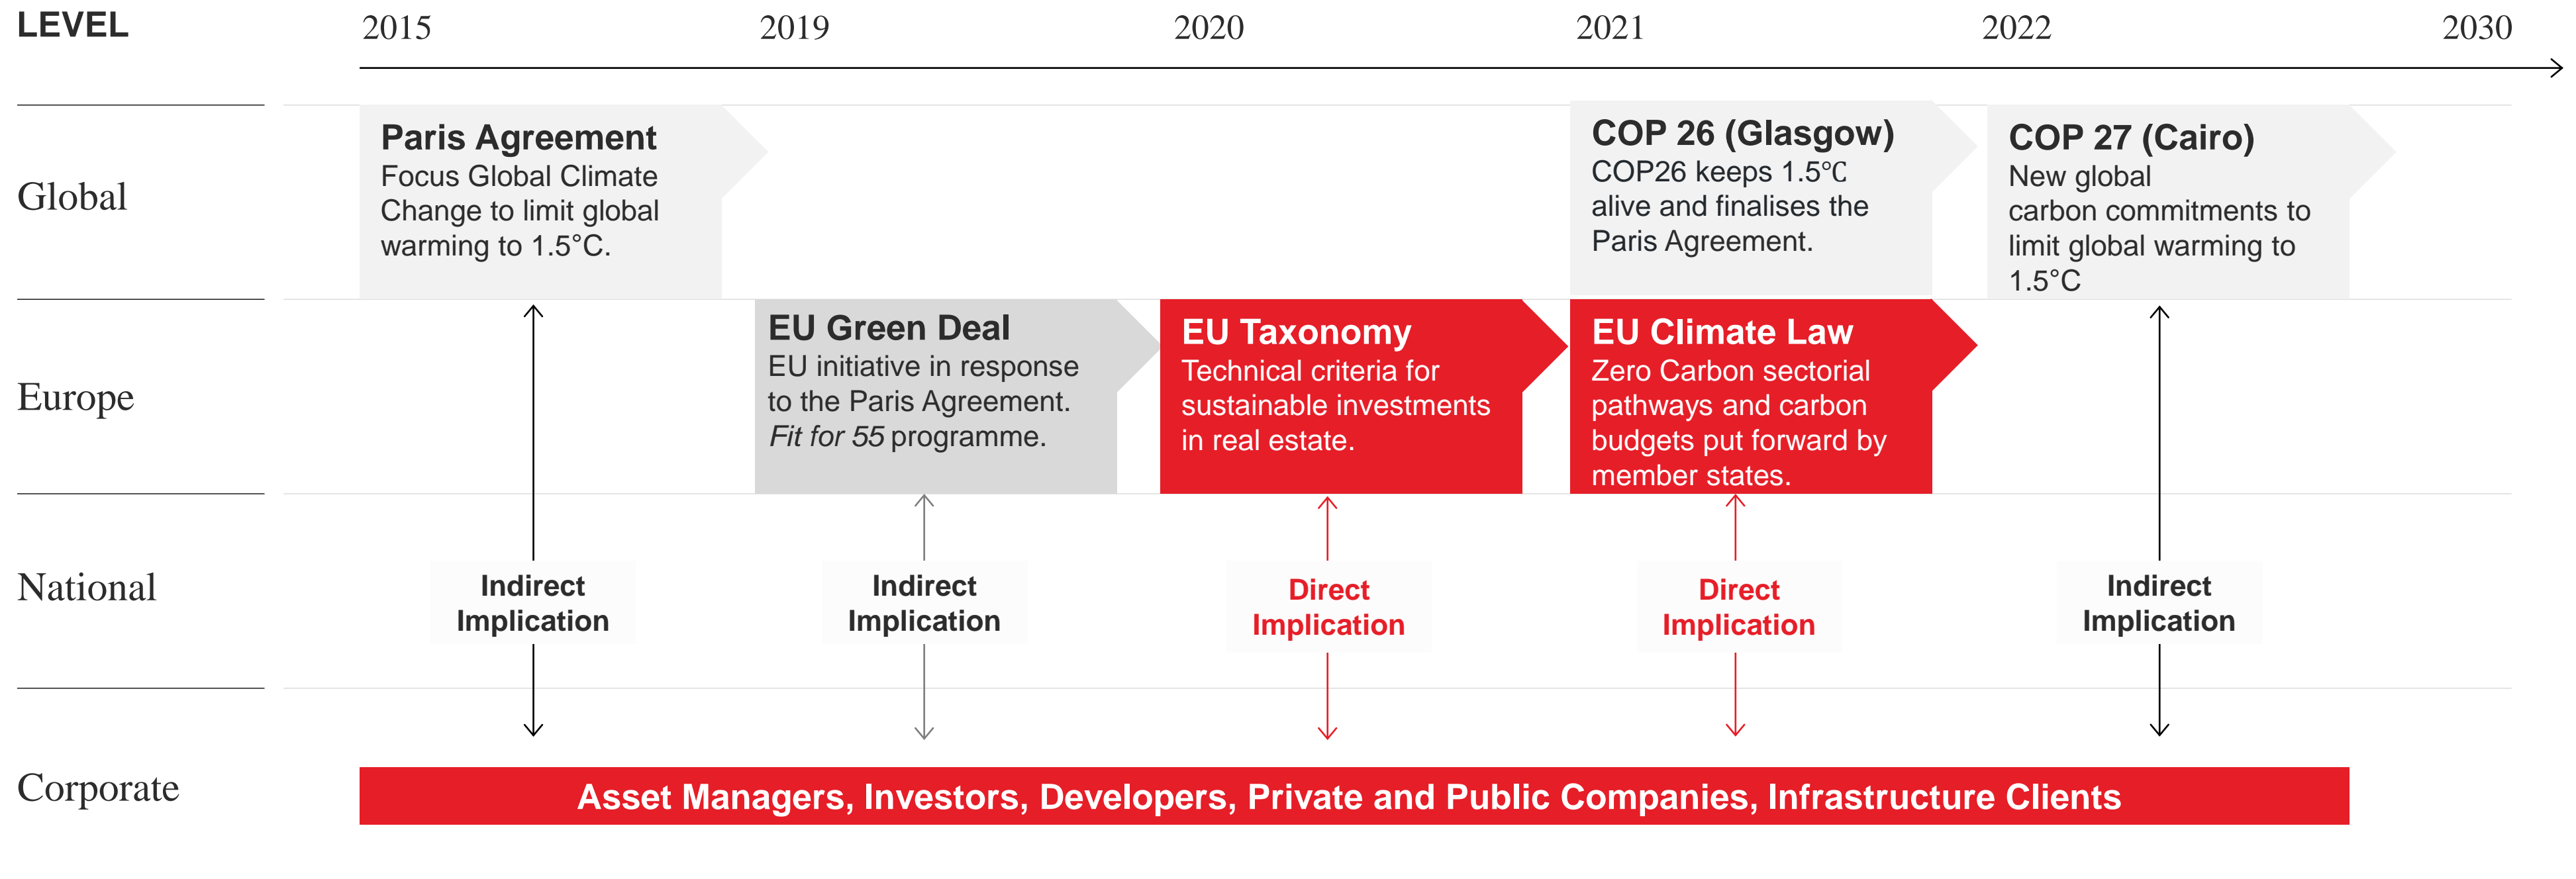 LEVEL
2015
2019
2020
2021
2022
2030
Global
Paris Agreement
Focus Global Climate
Change to limit global
warming to 1.5°C.
COP 26 (Glasgow)
COP26 keeps 1.5℃
alive and finalises the
Paris Agreement.
COP 27 (Cairo)
New global
carbon commitments to
limit global warming to
1.5°C
Europe
EU Green Deal
EU initiative in response
to the Paris Agreement.
Fit for 55 programme.
EU Taxonomy
Technical criteria for
sustainable investments
in real estate.
EU Climate Law
Zero Carbon sectorial
pathways and carbon
budgets put forward by
member states.
National
Indirect
Implication
Indirect
Implication
Direct
Implication
Direct
Implication
Indirect
Implication
Corporate
Asset Managers, Investors, Developers, Private and Public Companies, Infrastructure Clients